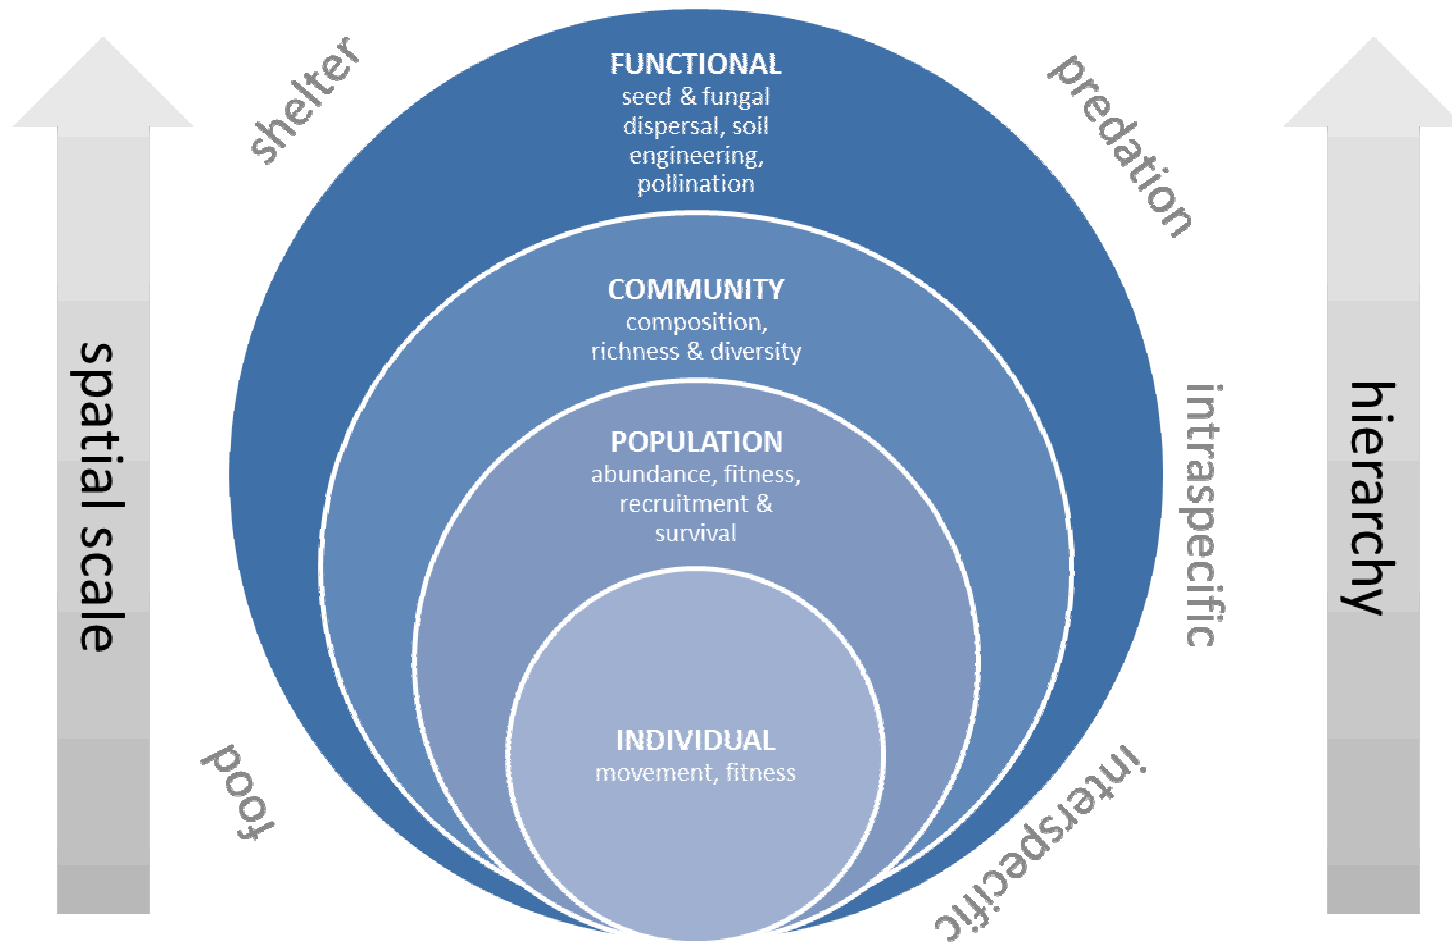 shelter
predation
FUNCTIONAL
seed & fungal
dispersal, soil
engineering,
pollination
COMMUNITY
composition,
richness & diversity
spatial scale
intraspecific
hierarchy
POPULATION
abundance, fitness,
recruitment &
survival
INDIVIDUAL
movement, fitness
food
interspecific